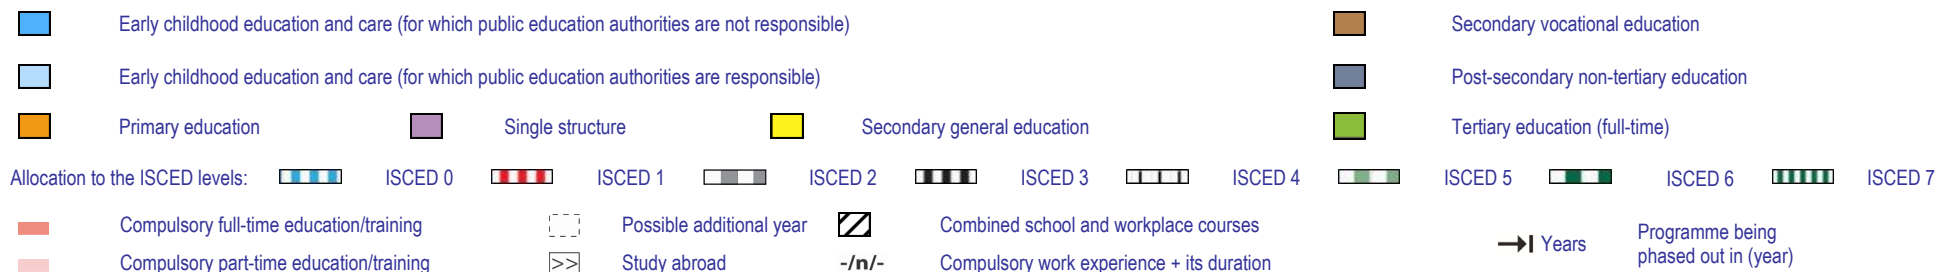 Early childhood education and care (for which public education authorities are not responsible)
Secondary vocational education
Early childhood education and care (for which public education authorities are responsible)
Post-secondary non-tertiary education
Primary education
Single structure
Secondary general education
Tertiary education (full-time)
Allocation to the ISCED levels:
ISCED 0
ISCED 1
ISCED 2
ISCED 3
ISCED 4
ISCED 5
ISCED 6
ISCED 7
Compulsory full-time education/training
Possible additional year
Combined school and workplace courses
Years
Programme being
phased out in (year)
Compulsory part-time education/training
>>
Study abroad
-/n/-
Compulsory work experience + its duration